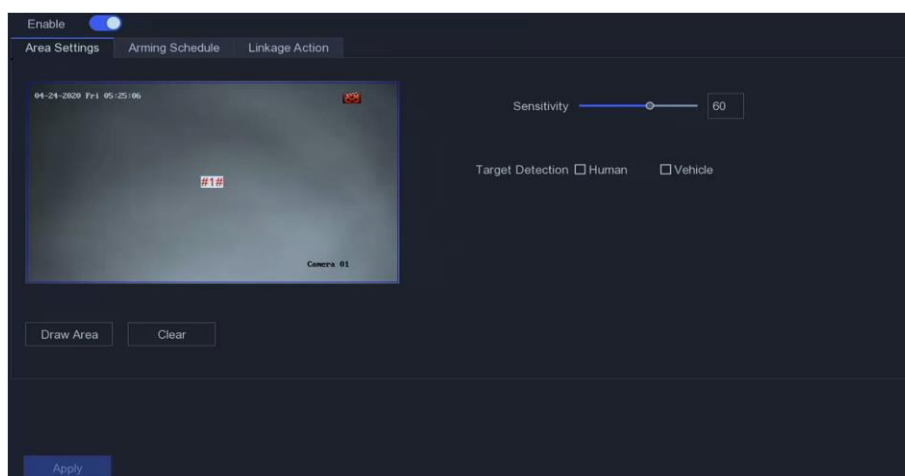 Enable
Area Settings Arming Schedule Linkage Action
04-24-2020 Fri 05:25:06
Sensitivity 60
Target Detection Human Vehicle
#1#
Camera 01
Draw Area Clear
Apply